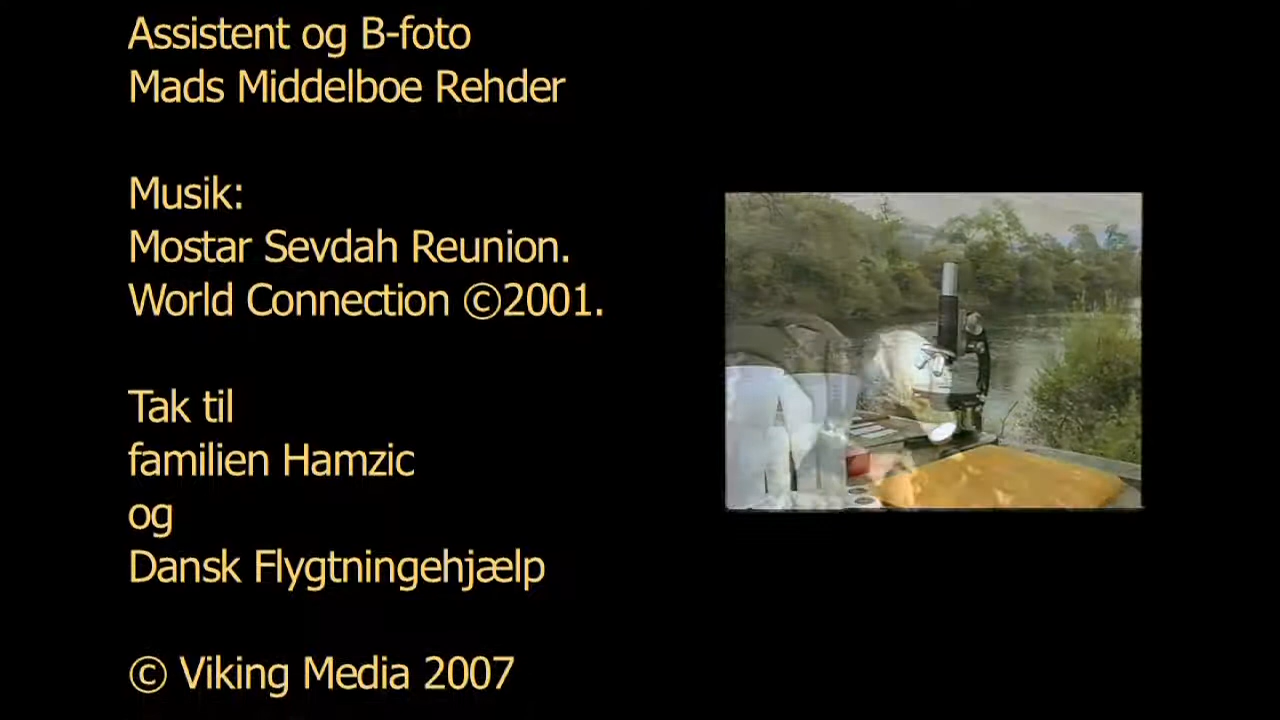 Assistent og B-foto
Mads Middelboe Rehder
Musik:
Mostar Sevdah Reunion.
World Connection ©2001.
Tak til
familien Hamzic
og
Dansk Flygtningehjælp
© Viking Media 2007